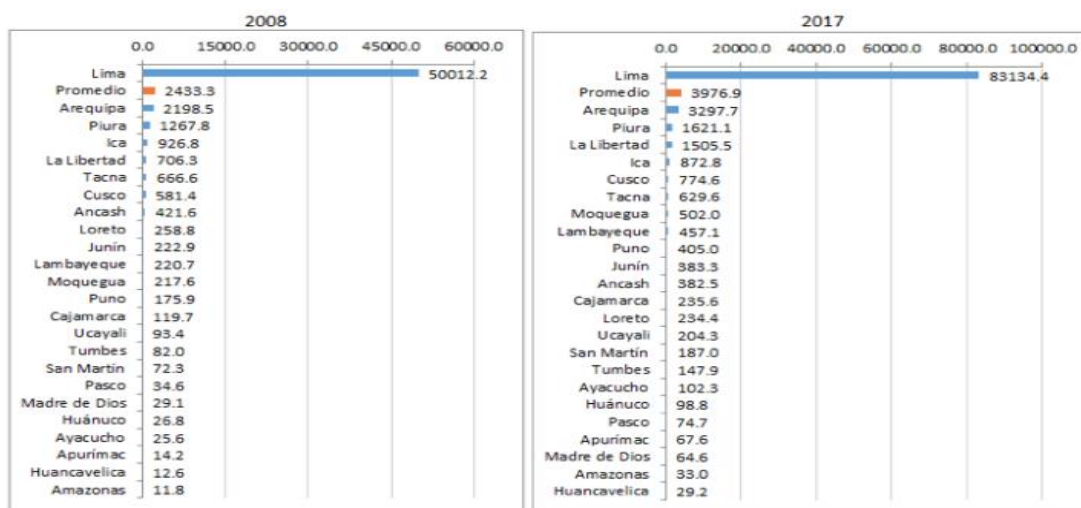 2008
0.0 15000.0 30000.0 45000.0 60000.0
Lima 50012.2
Promedio 2433.3
Arequipa 2198.5
Piura 1267.8
Ica 926.8
La Libertad 706.3
Tacna 666.6
Cusco 581.4
Ancash 421.6
Loreto 258.8
Junín 222.9
Lambayeque 220.7
Moquegua 217.6
Puno 175.9
Cajamarca 119.7
Ucayali 93.4
Tumbes 82.0
San Martín 72.3
Pasco 34.6
Madre de Dios 29.1
Huánuco 26.8
Ayacucho 25.6
Apurímac 14.2
Huancavelica 12.6
Amazonas 11.8
2017
0.0 20000.0 40000.0 60000.0 80000.0 100000.0
Lima 83134.4
Promedio 3976.9
Arequipa 3297.7
Piura 1621.1
La Libertad 1505.5
Ica 872.8
Cusco 774.6
Tacna 629.6
Moquegua 502.0
Lambayeque 457.1
Puno 405.0
Junín 383.3
Ancash 382.5
Cajamarca 235.6
Loreto 234.4
Ucayali 204.3
San Martín 187.0
Tumbes 147.9
Ayacucho 102.3
Huánuco 98.8
Pasco 74.7
Apurímac 67.6
Madre de Dios 64.6
Amazonas 33.0
Huancavelica 29.2